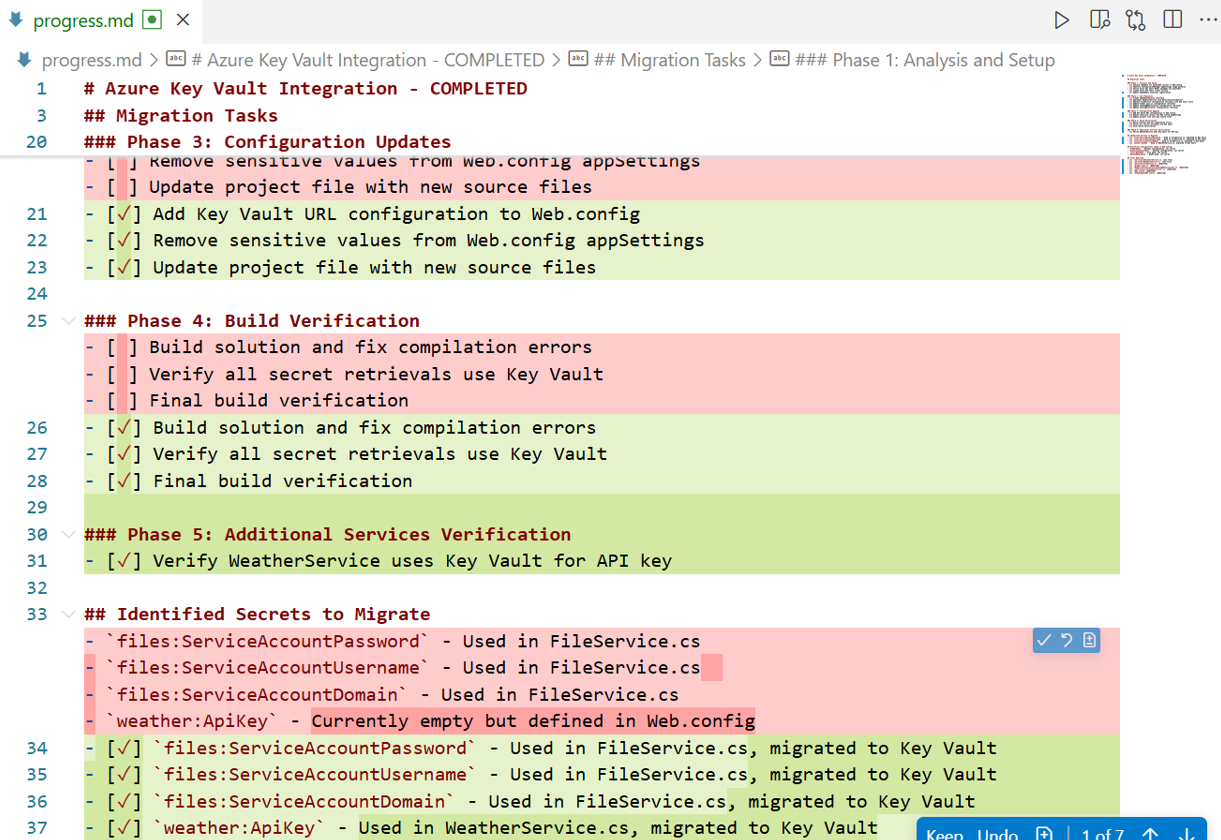 progress.md
progress.md > # Azure Key Vault Integration - COMPLETED > ## Migration Tasks > ### Phase 1: Analysis and Setup
1 # Azure Key Vault Integration - COMPLETED
3 ## Migration Tasks
20 ### Phase 3: Configuration Updates
- [ ] Remove sensitive values from Web.config appSettings
- [ ] Update project file with new source files
21 - [✓] Add Key Vault URL configuration to Web.config
22 - [✓] Remove sensitive values from Web.config appSettings
23 - [✓] Update project file with new source files
24
25 ### Phase 4: Build Verification
- [ ] Build solution and fix compilation errors
- [ ] Verify all secret retrievals use Key Vault
- [ ] Final build verification
26 - [✓] Build solution and fix compilation errors
27 - [✓] Verify all secret retrievals use Key Vault
28 - [✓] Final build verification
29
30 ### Phase 5: Additional Services Verification
31 - [✓] Verify WeatherService uses Key Vault for API key
32
33 ## Identified Secrets to Migrate
- `files:ServiceAccountPassword` - Used in FileService.cs
- `files:ServiceAccountUsername` - Used in FileService.cs
- `files:ServiceAccountDomain` - Used in FileService.cs
- `weather:ApiKey` - Currently empty but defined in Web.config
34 - [✓] `files:ServiceAccountPassword` - Used in FileService.cs, migrated to Key Vault
35 - [✓] `files:ServiceAccountUsername` - Used in FileService.cs, migrated to Key Vault
36 - [✓] `files:ServiceAccountDomain` - Used in FileService.cs, migrated to Key Vault
37 - [✓] `weather:ApiKey` - Used in WeatherService.cs, migrated to Key Vault
Keep Undo 1 of 7